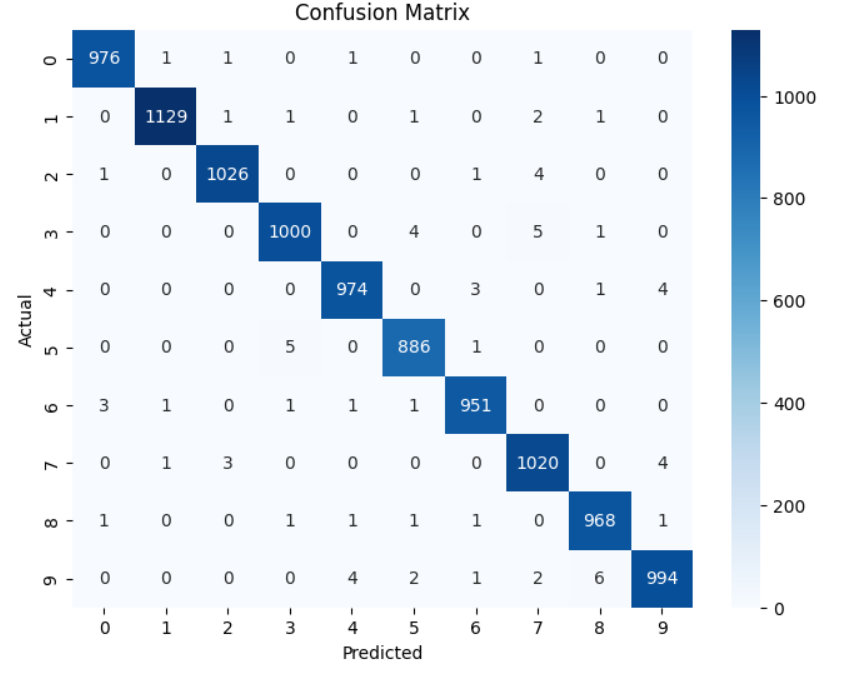 Confusion Matrix
0 976 1 1 0 1 0 0 1 0 0
1 0 1129 1 1 0 1 0 2 1 0
2 1 0 1026 0 0 0 1 4 0 0
3 0 0 0 1000 0 4 0 5 1 0
4 0 0 0 0 974 0 3 0 1 4
5 0 0 0 5 0 886 1 0 0 0
6 3 1 0 1 1 1 951 0 0 0
7 0 1 3 0 0 0 0 1020 0 4
8 1 0 0 1 1 1 1 0 968 1
9 0 0 0 0 4 2 1 2 6 994
0 1 2 3 4 5 6 7 8 9
Predicted
Actual
1000
800
600
400
200
0